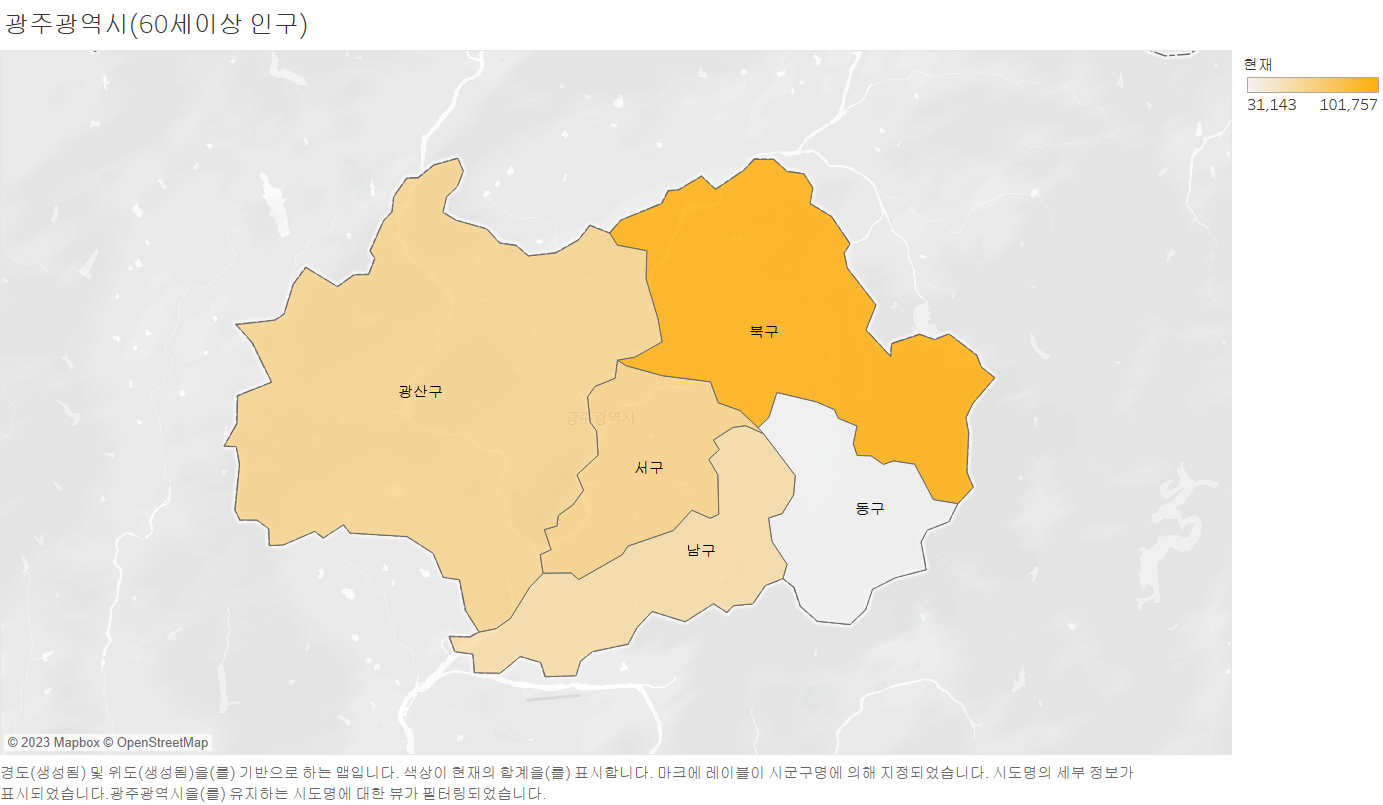 광주광역시(60세이상 인구)
현재
31,143 101,757
북구
광산구
광주광역시
서구
동구
남구
© 2023 Mapbox © OpenStreetMap
경도(생성됨) 및 위도(생성됨)을(를) 기반으로 하는 맵입니다. 색상이 현재의 합계을(를) 표시합니다. 마크에 레이블이 시군구명에 의해 지정되었습니다. 시도명의 세부 정보가
표시되었습니다.광주광역시을(를) 유지하는 시도명에 대한 뷰가 필터링되었습니다.